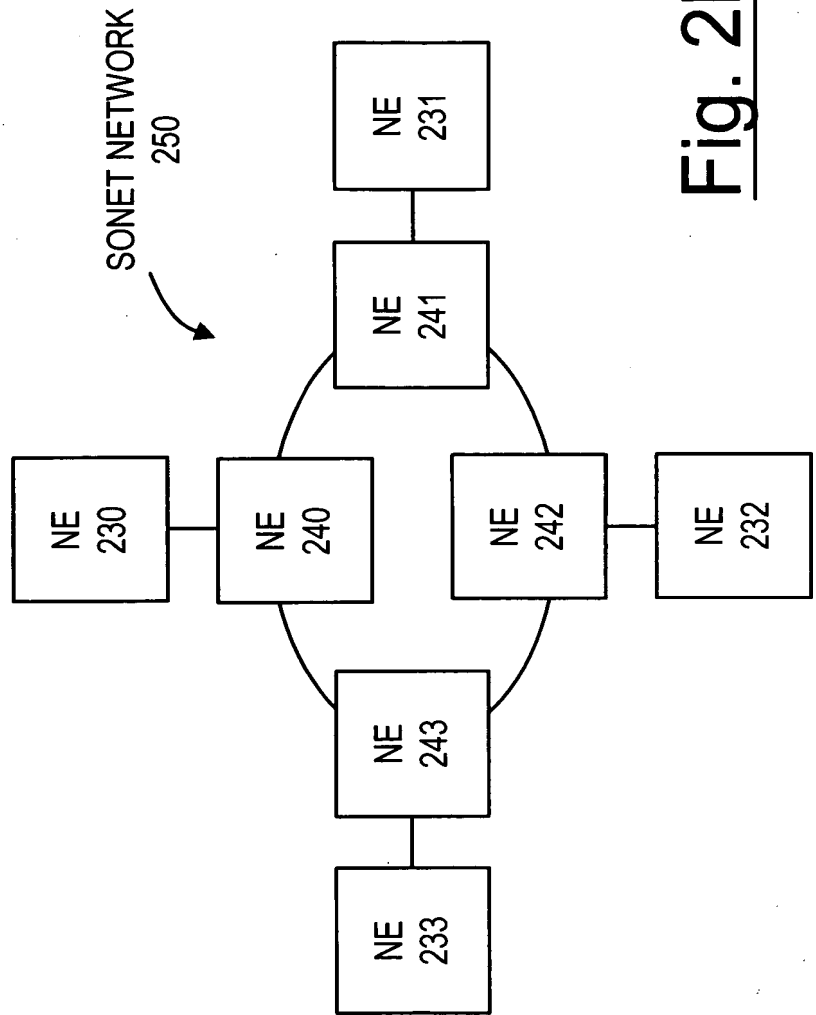 SONET NETWORK
250
NE
230
NE
240
NE
241
NE
231
NE
243
NE
233
NE
242
NE
232
Fig. 2